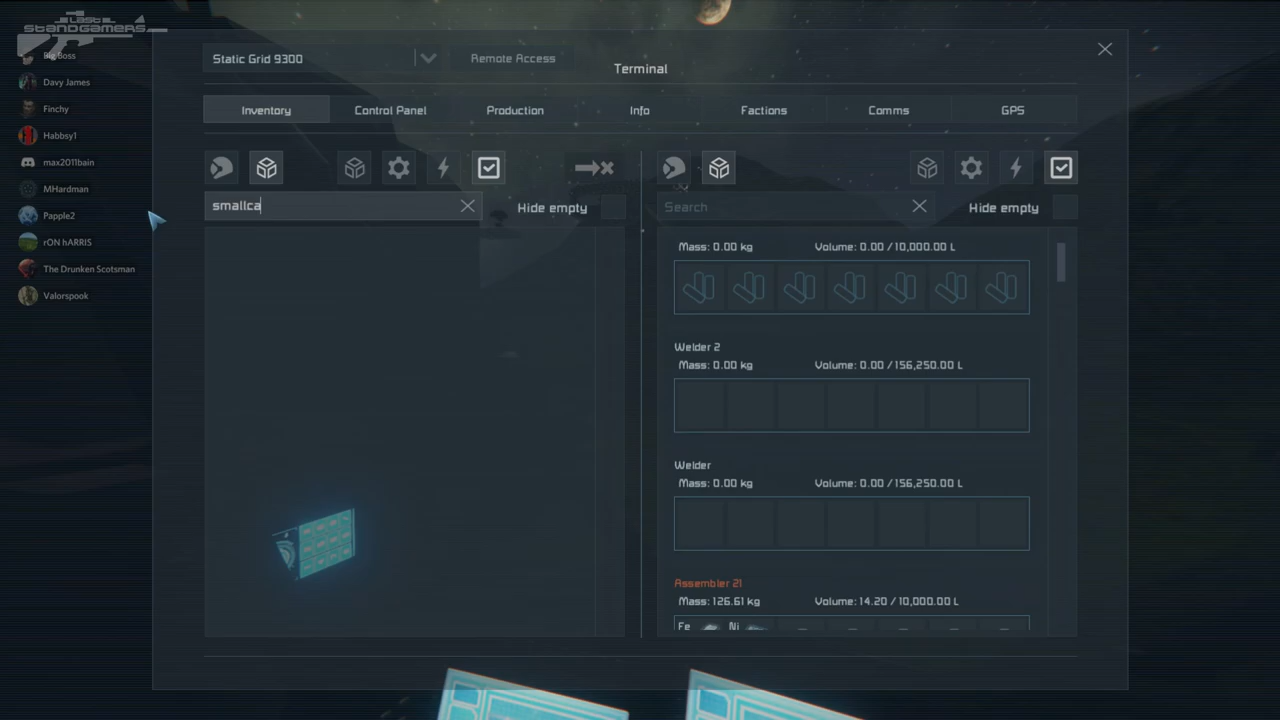 LAST
STANDGAMERS
Big Boss
Davy James
Finchy
Habbsy1
max2011bain
MHardman
Papple2
rON hARRIS
The Drunken Scotsman
Valorspook
Static Grid 9300
Remote Access
Terminal
Inventory
Control Panel
Production
Info
Factions
Comms
GPS
smallca
Hide empty
Search
Hide empty
Mass: 0.00 kg
Volume: 0.00 / 10,000.00 L
Welder 2
Mass: 0.00 kg
Volume: 0.00 / 156,250.00 L
Welder
Mass: 0.00 kg
Volume: 0.00 / 156,250.00 L
Assembler 21
Mass: 126.61 kg
Volume: 14.20 / 10,000.00 L
Fe
Ni